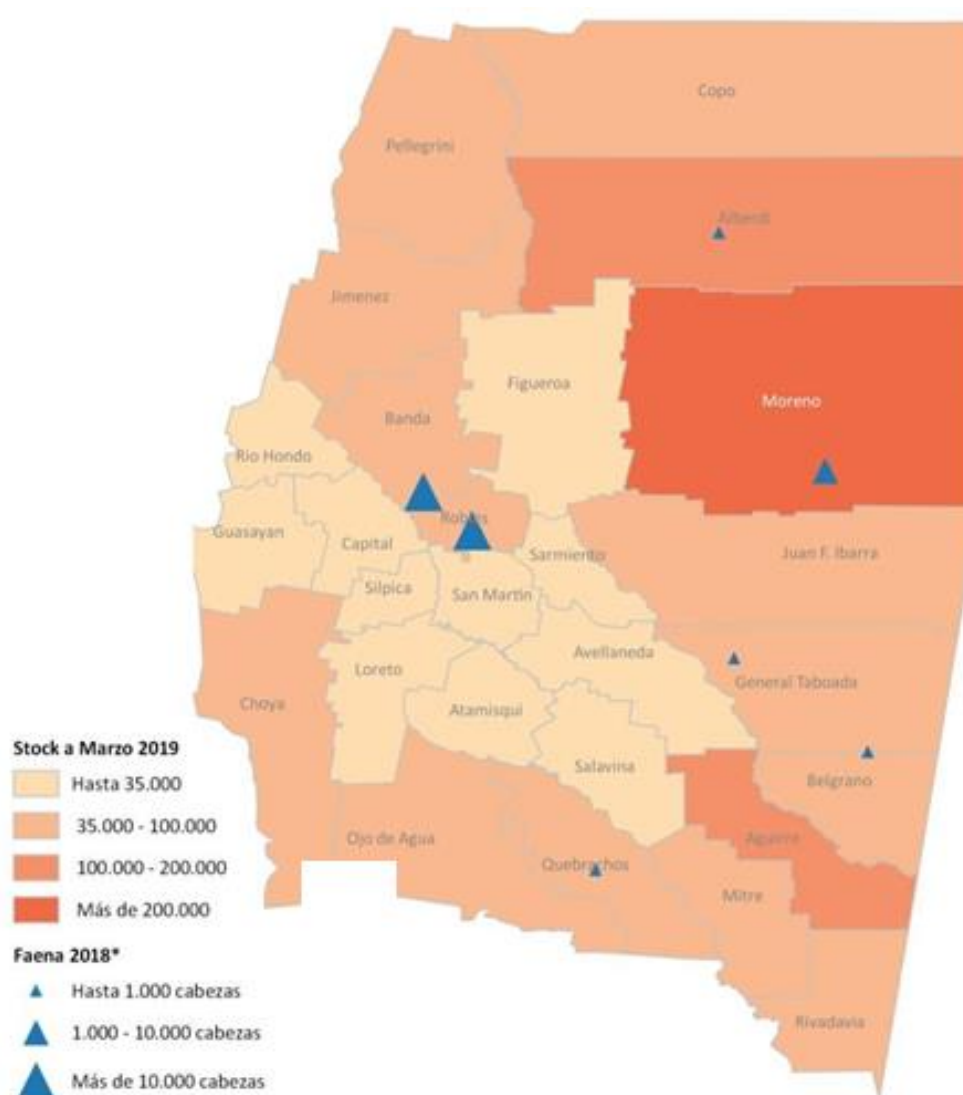 Copo
Pellegrini
Alberdi
Jimenez
Figueroa
Moreno
Banda
Rio Hondo
Robles
Guasayan
Capital
Sarmiento
Juan F. Ibarra
Silpica
San Martin
Avellaneda
Loreto
General Taboada
Choya
Atamisqui
Salavina
Belgrano
Ojo de Agua
Aguirre
Quebrachos
Mitre
Rivadavia
Stock a Marzo 2019
Hasta 35.000
35.000 - 100.000
100.000 - 200.000
Más de 200.000
Faena 2018*
Hasta 1.000 cabezas
1.000 - 10.000 cabezas
Más de 10.000 cabezas